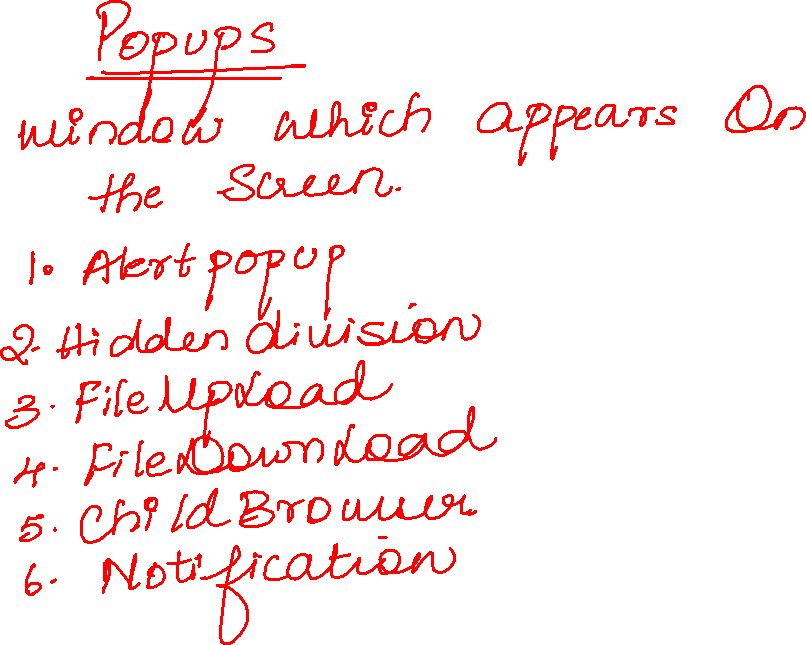 Popups
window which appears On
the Screen.
1. Alert popup
2. Hidden division
3. File Upload
4. File Download
5. Child Browser
6. Notification